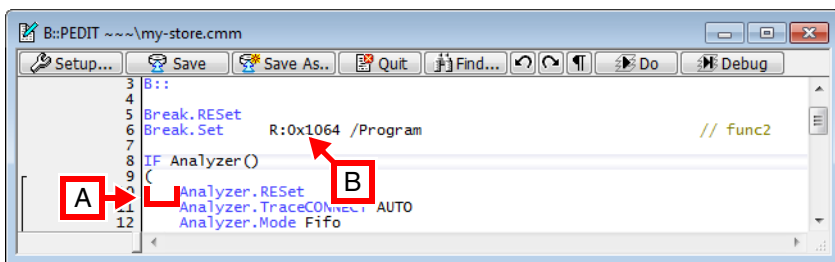 B::PEDIT ~~~\my-store.cmm
Setup... Save Save As.. Quit Find... Do Debug
3 B::
4
5 Break.RESet
6 Break.Set R:0x1064 /Program // func2
7
8 IF Analyzer()
9 (
Analyzer.RESet
11 Analyzer.TraceCONNECT AUTO
12 Analyzer.Mode Fifo
A
B